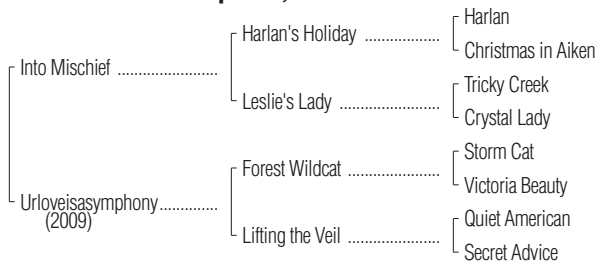 Harlan
Harlan's Holiday ..................
Christmas in Aiken
Into Mischief ........................
Tricky Creek
Leslie's Lady ........................
Crystal Lady
Storm Cat
Forest Wildcat ......................
Victoria Beauty
Urloveisasymphony..............
(2009)
Quiet American
Lifting the Veil ......................
Secret Advice